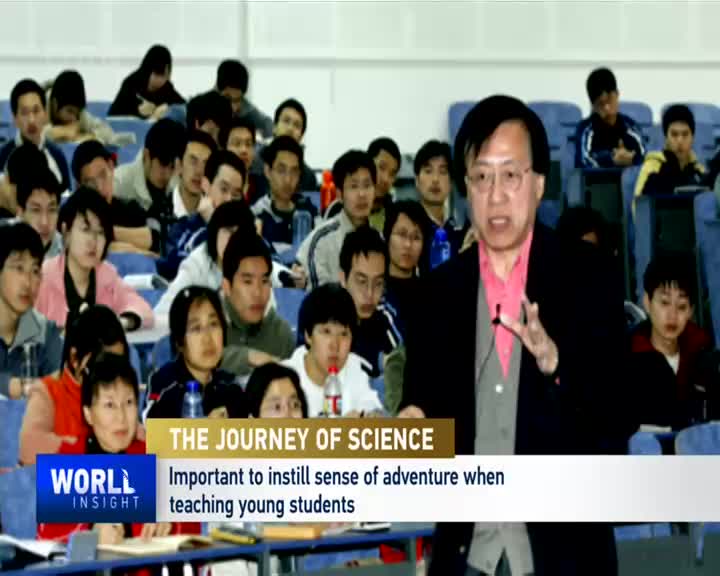 THE JOURNEY OF SCIENCE
WORLD
INSIGHT
Important to instill sense of adventure when
teaching young students